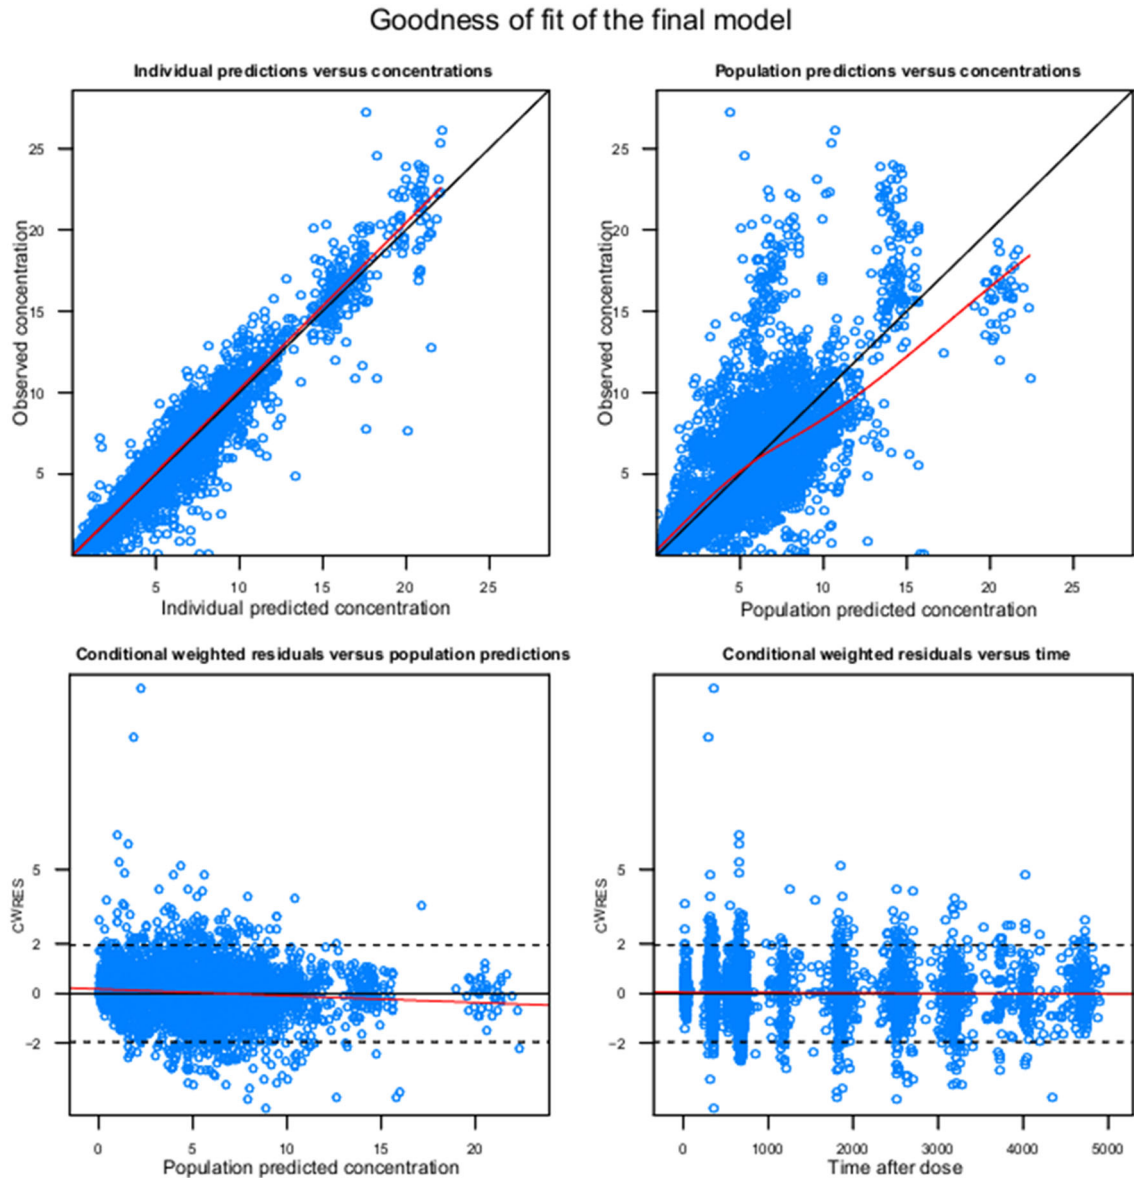 Goodness of fit of the final model
Individual predictions versus concentrations
Population predictions versus concentrations
Observed concentration
25
20
15
10
5
5 10 15 20 25
Individual predicted concentration
Observed concentration
25
20
15
10
5
5 10 15 20 25
Population predicted concentration
Conditional weighted residuals versus population predictions
Conditional weighted residuals versus time
CWRES
5
2
0
−2
0 5 10 15 20
Population predicted concentration
CWRES
5
2
0
−2
0 1000 2000 3000 4000 5000
Time after dose